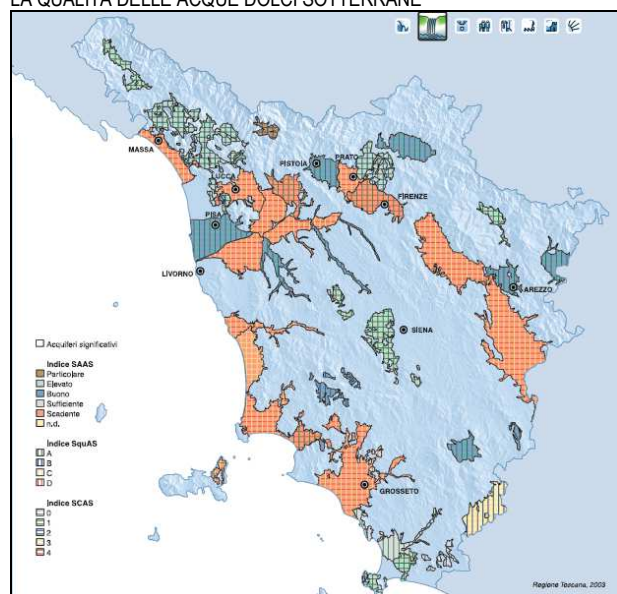 LA QUALITÀ DELLE ACQUE DOLCI SOTTERRANE
MASSA
PISTOIA
PRATO
LUCCA
FIRENZE
PISA
LIVORNO
AREZZO
SIENA
GROSSETO
Acquiferi significativi
Indice SAAS
Particolare
Elevato
Buono
Sufficiente
Scadente
n.d.
Indice SquAS
A
B
C
D
Indice SCAS
0
1
2
3
4
Regione Toscana, 2003